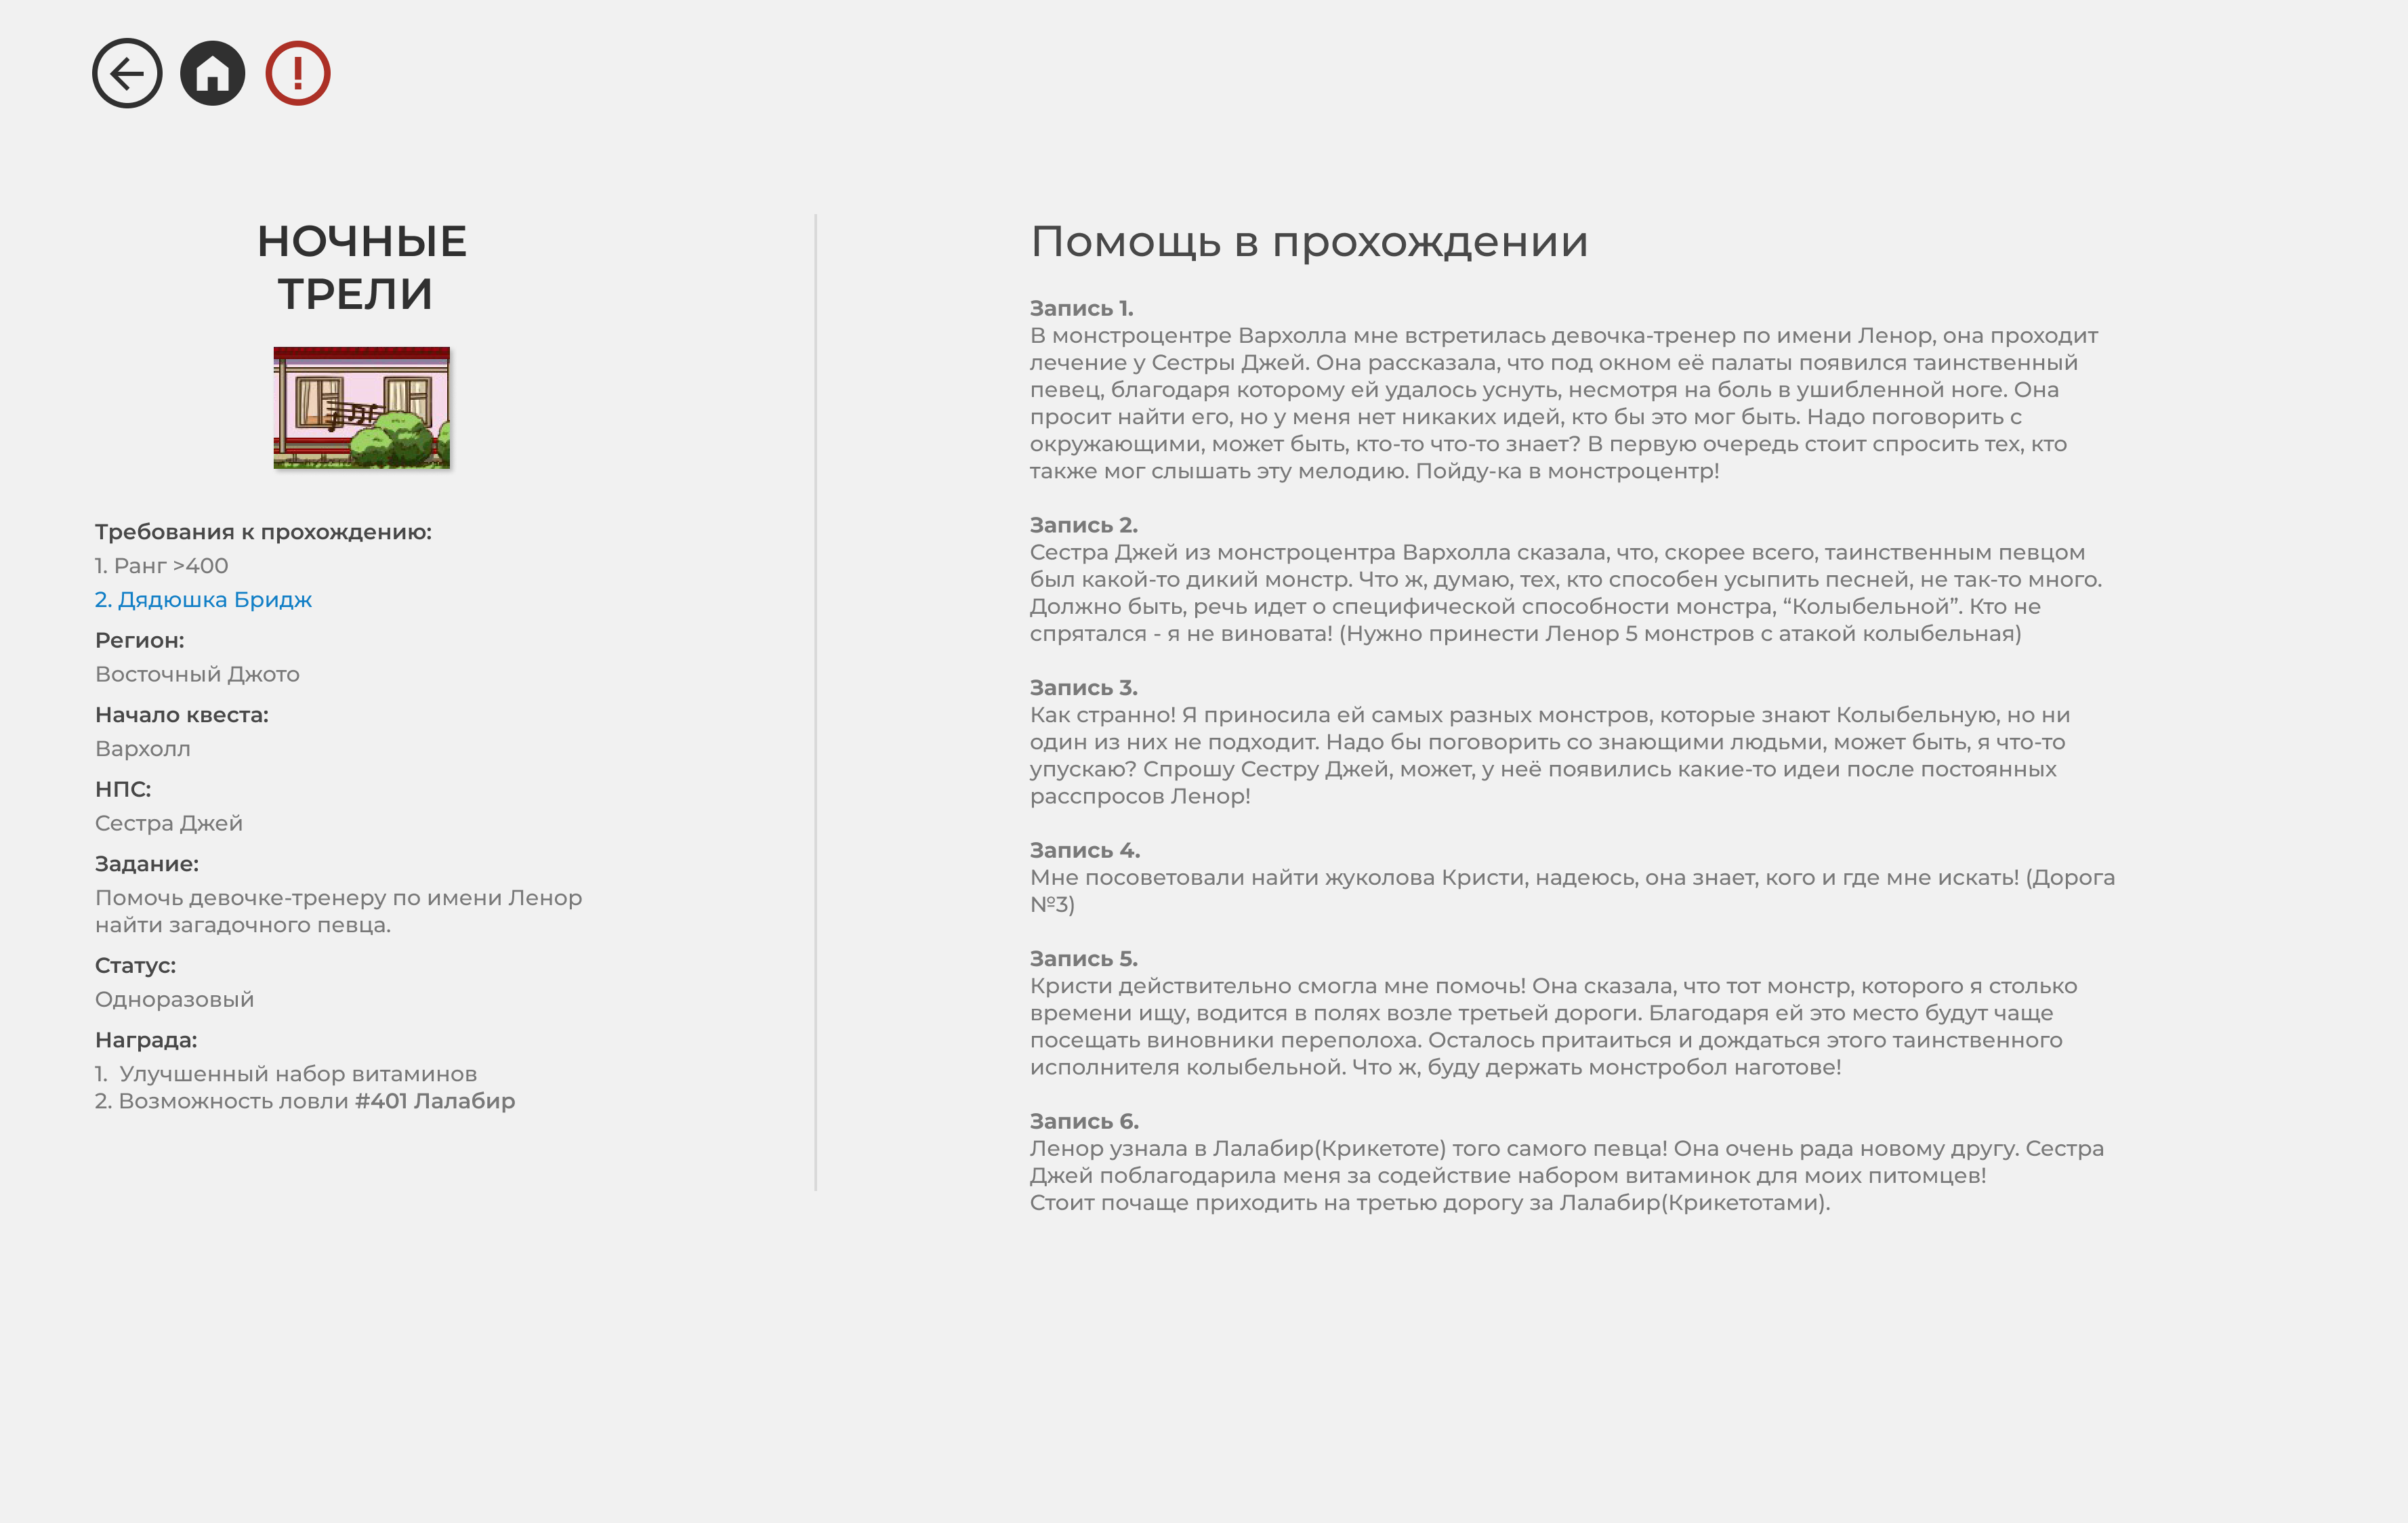 НОЧНЫЕ
ТРЕЛИ
Требования к прохождению:
1. Ранг >400
2. Дядюшка Бридж
Регион:
Восточный Джото
Начало квеста:
Вархолл
НПС:
Сестра Джей
Задание:
Помочь девочке-тренеру по имени Ленор
найти загадочного певца.
Статус:
Одноразовый
Награда:
1. Улучшенный набор витаминов
2. Возможность ловли #401 Лалабир
Помощь в прохождении
Запись 1.
В монстроцентре Вархолла мне встретилась девочка-тренер по имени Ленор, она проходит
лечение у Сестры Джей. Она рассказала, что под окном её палаты появился таинственный
певец, благодаря которому ей удалось уснуть, несмотря на боль в ушибленной ноге. Она
просит найти его, но у меня нет никаких идей, кто бы это мог быть. Надо поговорить с
окружающими, может быть, кто-то что-то знает? В первую очередь стоит спросить тех, кто
также мог слышать эту мелодию. Пойду-ка в монстроцентр!
Запись 2.
Сестра Джей из монстроцентра Вархолла сказала, что, скорее всего, таинственным певцом
был какой-то дикий монстр. Что ж, думаю, тех, кто способен усыпить песней, не так-то много.
Должно быть, речь идет о специфической способности монстра, “Колыбельной”. Кто не
спрятался - я не виновата! (Нужно принести Ленор 5 монстров с атакой колыбельная)
Запись 3.
Как странно! Я приносила ей самых разных монстров, которые знают Колыбельную, но ни
один из них не подходит. Надо бы поговорить со знающими людьми, может быть, я что-то
упускаю? Спрошу Сестру Джей, может, у неё появились какие-то идеи после постоянных
расспросов Ленор!
Запись 4.
Мне посоветовали найти жуколова Кристи, надеюсь, она знает, кого и где мне искать! (Дорога
№3)
Запись 5.
Кристи действительно смогла мне помочь! Она сказала, что тот монстр, которого я столько
времени ищу, водится в полях возле третьей дороги. Благодаря ей это место будут чаще
посещать виновники переполоха. Осталось притаиться и дождаться этого таинственного
исполнителя колыбельной. Что ж, буду держать монстробол наготове!
Запись 6.
Ленор узнала в Лалабир(Крикетоте) того самого певца! Она очень рада новому другу. Сестра
Джей поблагодарила меня за содействие набором витаминок для моих питомцев!
Стоит почаще приходить на третью дорогу за Лалабир(Крикетотами).